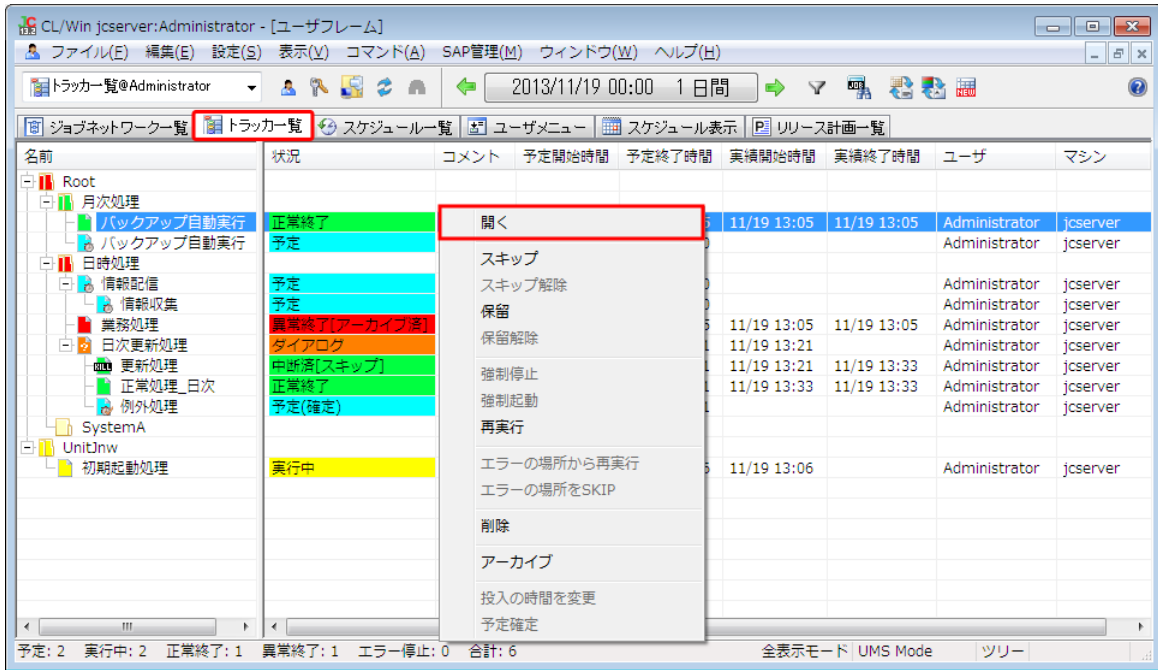 CL/Win jcserver:Administrator - [ユーザフレーム]
ファイル(F) 編集(E) 設定(S) 表示(V) コマンド(A) SAP管理(M) ウィンドウ(W) ヘルプ(H)
トラッカ一覧@Administrator 2013/11/19 00:00 1 日間
ジョブネットワーク一覧 トラッカ一覧 スケジュール一覧 ユーザメニュー スケジュール表示 リリース計画一覧
名前 状況 コメント 予定開始時間 予定終了時間 実績開始時間 実績終了時間 ユーザ マシン
Root
月次処理
バックアップ自動実行 正常終了 11/19 13:05 11/19 13:05 Administrator jcserver
バックアップ自動実行 予定 Administrator jcserver
日時処理
情報配信 予定 Administrator jcserver
情報収集 予定 Administrator jcserver
業務処理 異常終了[アーカイブ済] 11/19 13:05 11/19 13:05 Administrator jcserver
日次更新処理 ダイアログ 11/19 13:21 Administrator jcserver
更新処理 中断済[スキップ] 11/19 13:21 11/19 13:33 Administrator jcserver
正常処理_日次 正常終了 11/19 13:33 11/19 13:33 Administrator jcserver
例外処理 予定(確定) Administrator jcserver
SystemA
UnitJnw
初期起動処理 実行中 11/19 13:06 Administrator jcserver
開く
スキップ
スキップ解除
保留
保留解除
強制停止
強制起動
再実行
エラーの場所から再実行
エラーの場所をSKIP
削除
アーカイブ
投入の時間を変更
予定確定
予定: 2 実行中: 2 正常終了: 1 異常終了: 1 エラー停止: 0 合計: 6 全表示モード UMS Mode ツリー